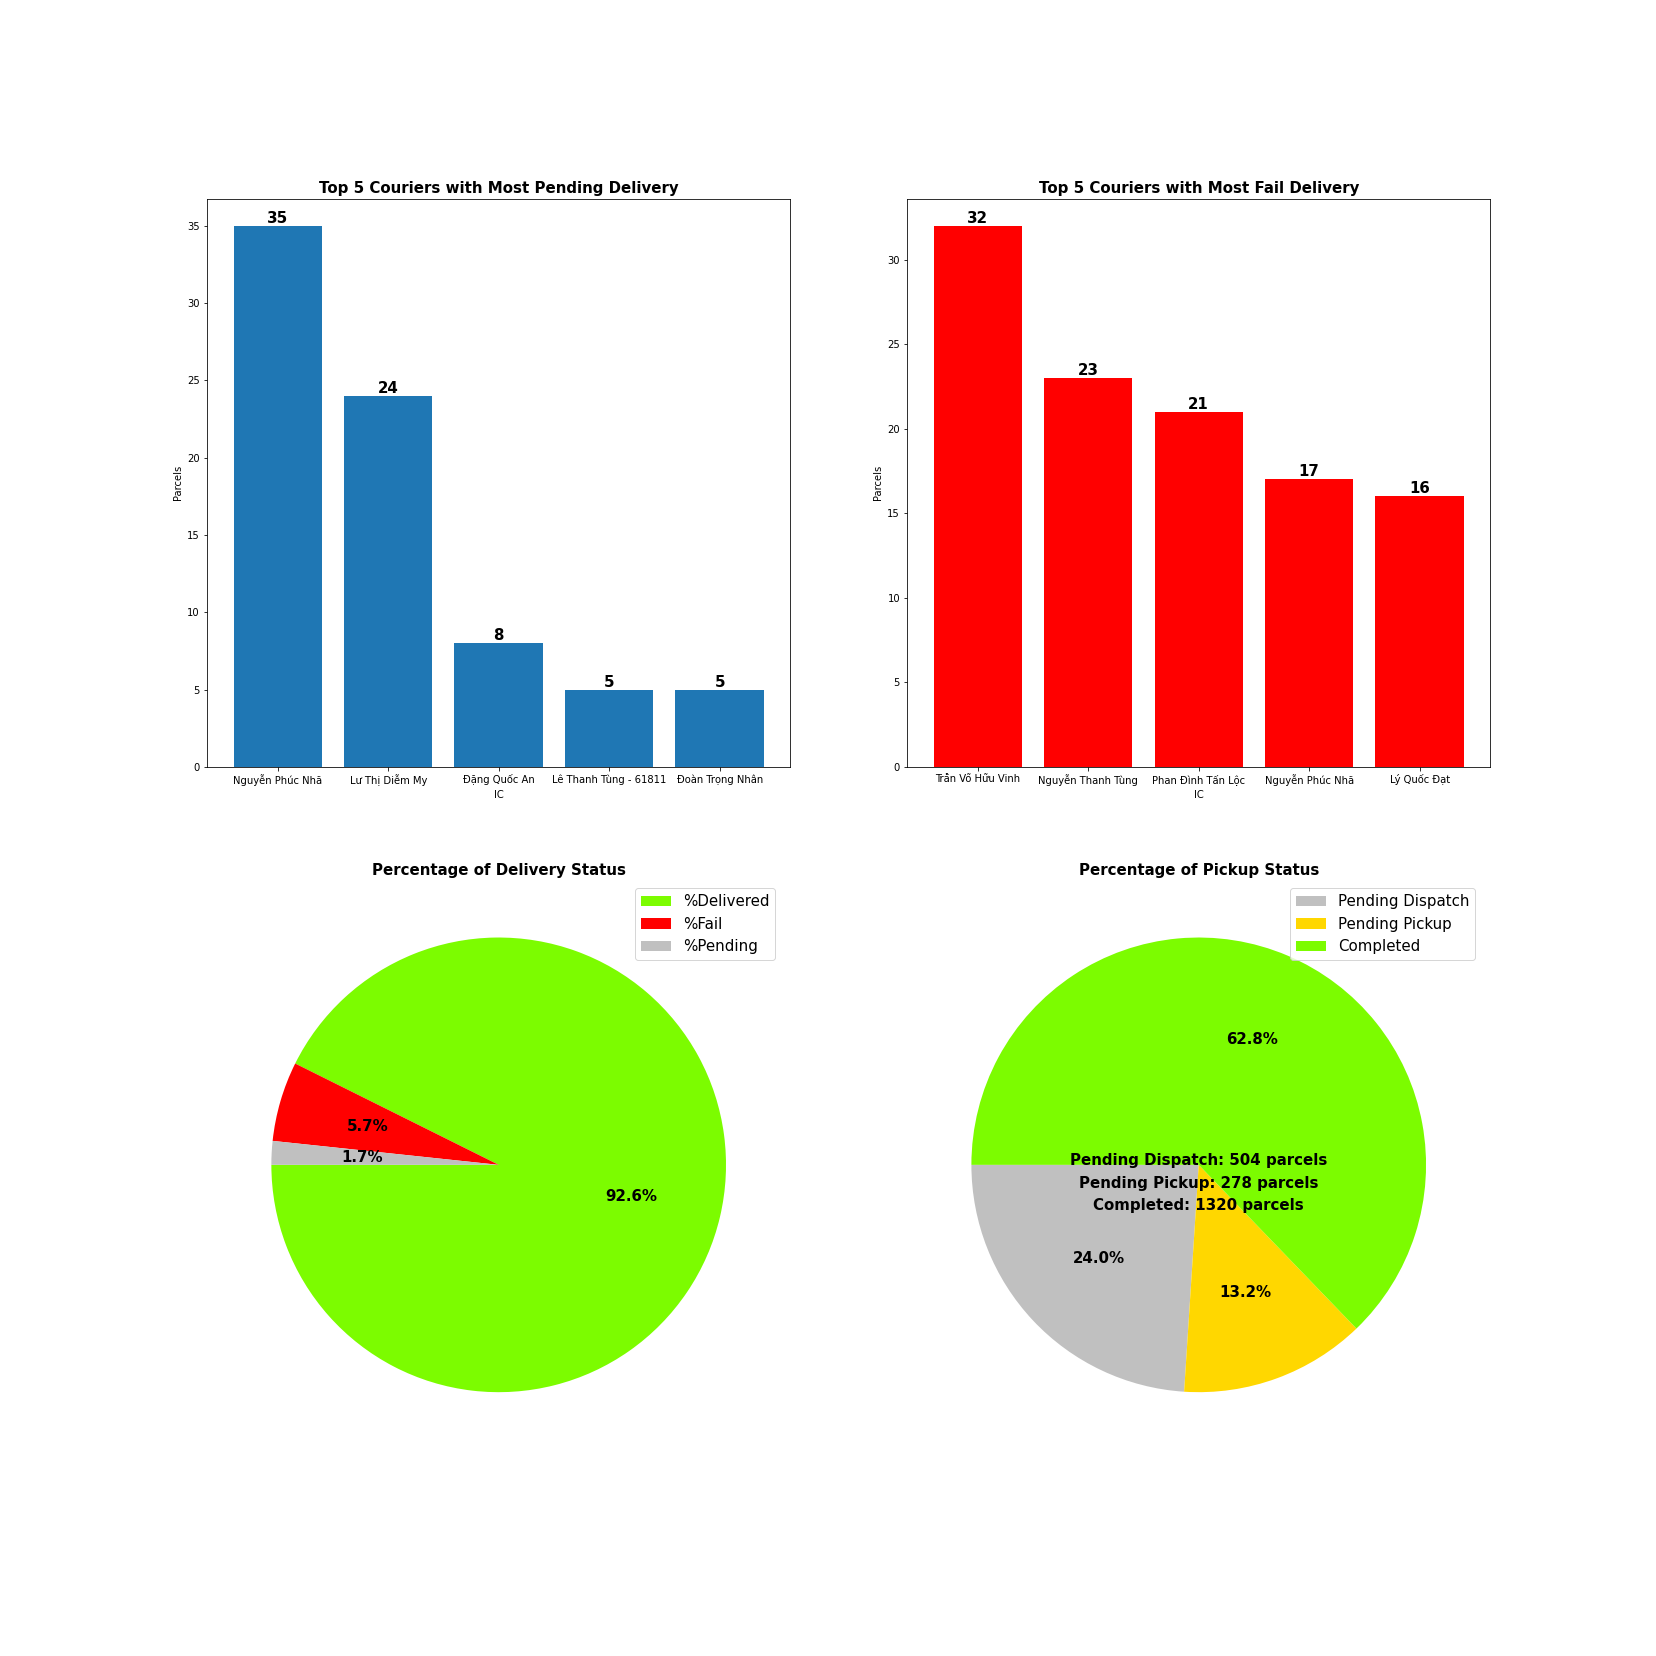 Top 5 Couriers with Most Pending Delivery
35
24
8
5
5
35
30
25
20
15
10
5
0
Parcels
Nguyễn Phúc Nhã
Lư Thị Diễm My
Đặng Quốc An
Lê Thanh Tùng - 61811
Đoàn Trọng Nhân
IC
Top 5 Couriers with Most Fail Delivery
32
23
21
17
16
30
25
20
15
10
5
0
Parcels
Trần Võ Hữu Vinh
Nguyễn Thanh Tùng
Phan Đình Tấn Lộc
Nguyễn Phúc Nhã
Lý Quốc Đạt
IC
Percentage of Delivery Status
%Delivered
%Fail
%Pending
5.7%
1.7%
92.6%
Percentage of Pickup Status
Pending Dispatch
Pending Pickup
Completed
62.8%
Pending Dispatch: 504 parcels
Pending Pickup: 278 parcels
Completed: 1320 parcels
24.0%
13.2%